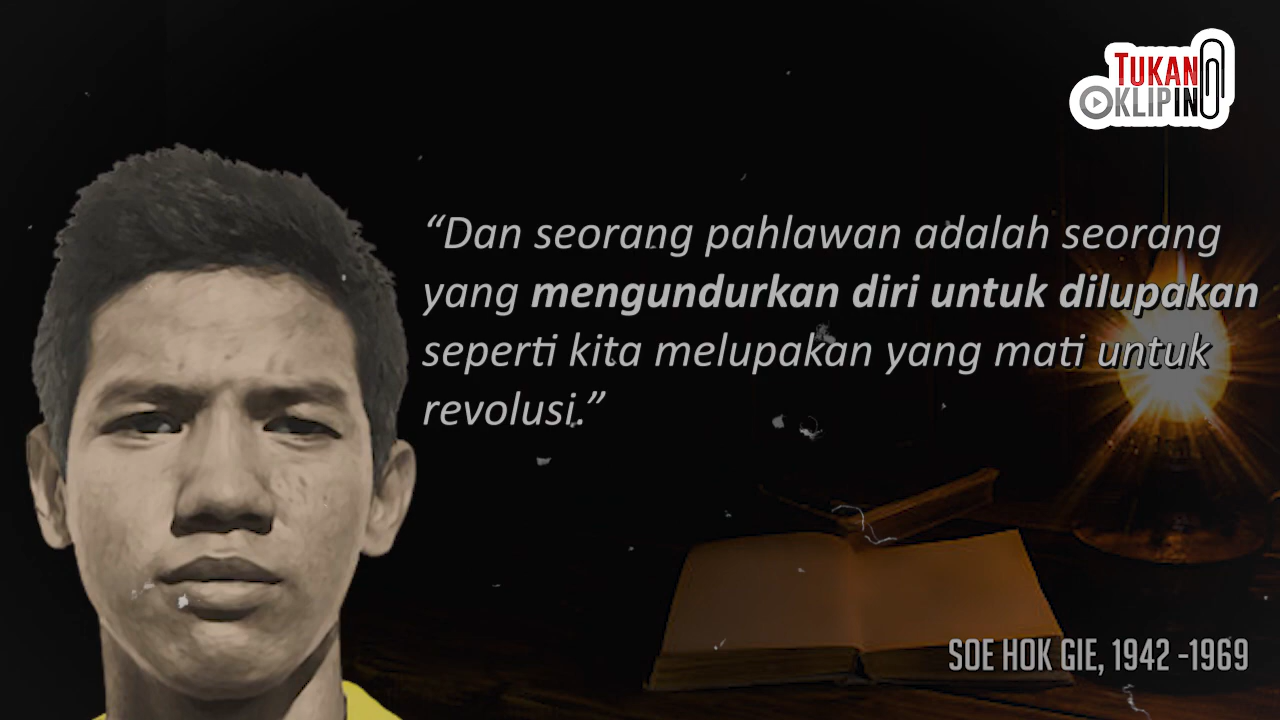 TUKANG
KLIPING
“Dan seorang pahlawan adalah seorang
yang mengundurkan diri untuk dilupakan
seperti kita melupakan yang mati untuk
revolusi.”
SOE HOK GIE, 1942 -1969